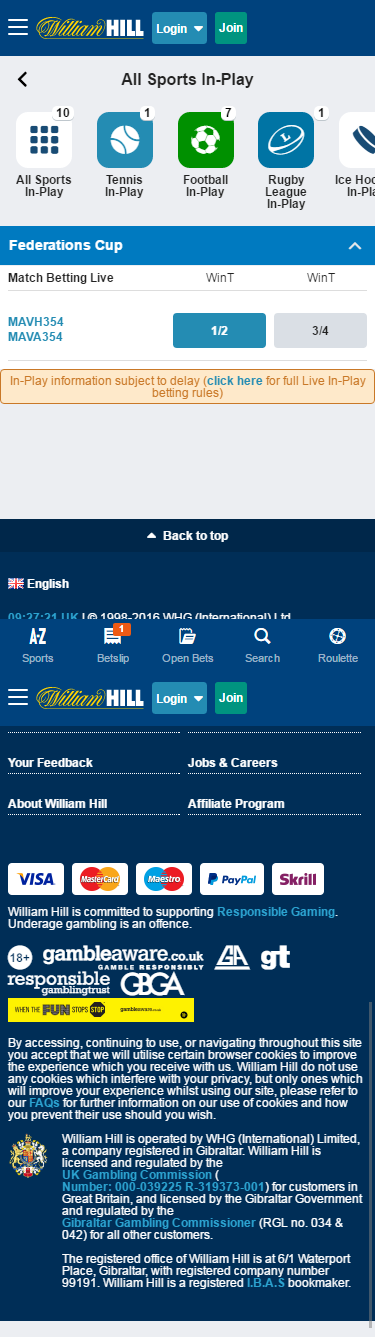 William HILL Login Join
All Sports In-Play
10 1 7 1
All Sports Tennis Football Rugby Ice Hoc
In-Play In-Play In-Play League In-Pla
In-Play
Federations Cup
Match Betting Live WinT WinT
MAVH354
MAVA354
1/2 3/4
In-Play information subject to delay (click here for full Live In-Play
betting rules)
Back to top
English
09:27:21 UK | © 1998-2016 WHG (International) Ltd
1
A-Z
Sports Betslip Open Bets Search Roulette
William HILL Login Join
Your Feedback Jobs & Careers
About William Hill Affiliate Program
VISA MasterCard Maestro PayPal Skrill
William Hill is committed to supporting Responsible Gaming.
Underage gambling is an offence.
18+ gambleaware.co.uk GA gt
GAMBLE RESPONSIBLY
responsible
gamblingtrust GBGA
WHEN THE FUN STOPS STOP gambleaware.co.uk
By accessing, continuing to use, or navigating throughout this site
you accept that we will utilise certain browser cookies to improve
the experience which you receive with us. William Hill do not use
any cookies which interfere with your privacy, but only ones which
will improve your experience whilst using our site, please refer to
our FAQs for further information on our use of cookies and how
you prevent their use should you wish.
William Hill is operated by WHG (International) Limited,
a company registered in Gibraltar. William Hill is
licensed and regulated by the
UK Gambling Commission (
Number: 000-039225 R-319373-001) for customers in
Great Britain, and licensed by the Gibraltar Government
and regulated by the
Gibraltar Gambling Commissioner (RGL no. 034 &
042) for all other customers.
The registered office of William Hill is at 6/1 Waterport
Place, Gibraltar, with registered company number
99191. William Hill is a registered I.B.A.S bookmaker.